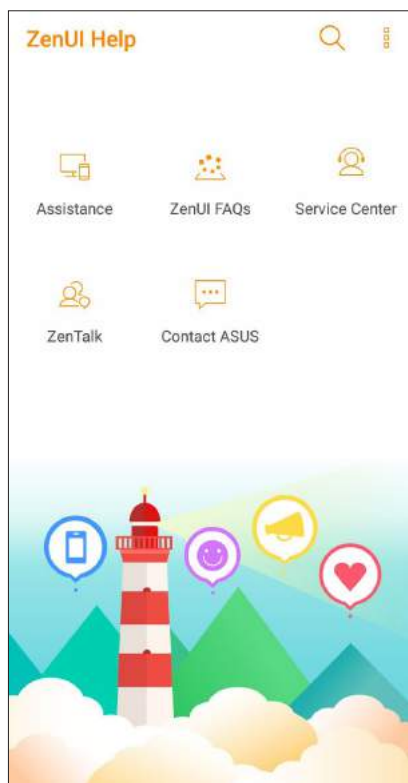 ZenUI Help
Assistance
ZenUI FAQs
Service Center
ZenTalk
Contact ASUS